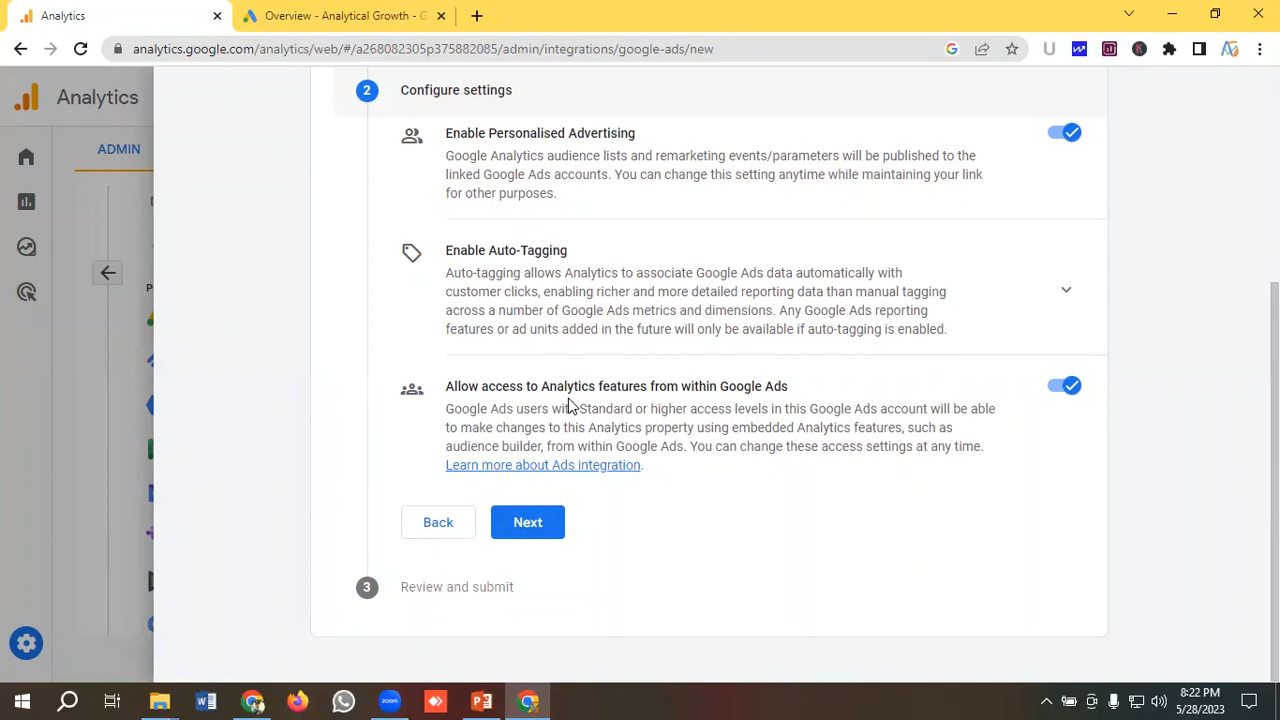 Analytics
Overview - Analytical Growth - G
analytics.google.com/analytics/web/#/a268082305p375882085/admin/integrations/google-ads/new
Analytics
ADMIN
2
Configure settings
Enable Personalised Advertising
Google Analytics audience lists and remarketing events/parameters will be published to the
linked Google Ads accounts. You can change this setting anytime while maintaining your link
for other purposes.
Enable Auto-Tagging
Auto-tagging allows Analytics to associate Google Ads data automatically with
customer clicks, enabling richer and more detailed reporting data than manual tagging
across a number of Google Ads metrics and dimensions. Any Google Ads reporting
features or ad units added in the future will only be available if auto-tagging is enabled.
Allow access to Analytics features from within Google Ads
Google Ads users with Standard or higher access levels in this Google Ads account will be able
to make changes to this Analytics property using embedded Analytics features, such as
audience builder, from within Google Ads. You can change these access settings at any time.
Learn more about Ads integration.
Back
Next
3
Review and submit
zoom
8:22 PM
5/28/2023